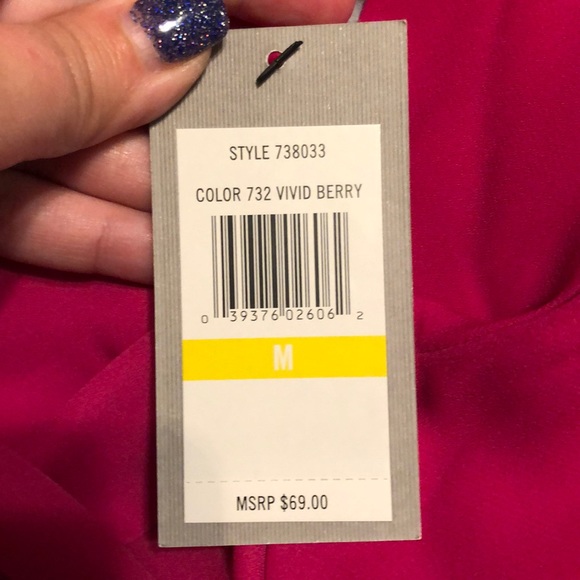 STYLE 738033
COLOR 732 VIVID BERRY
0 39376 02606 2
M
MSRP $69.00